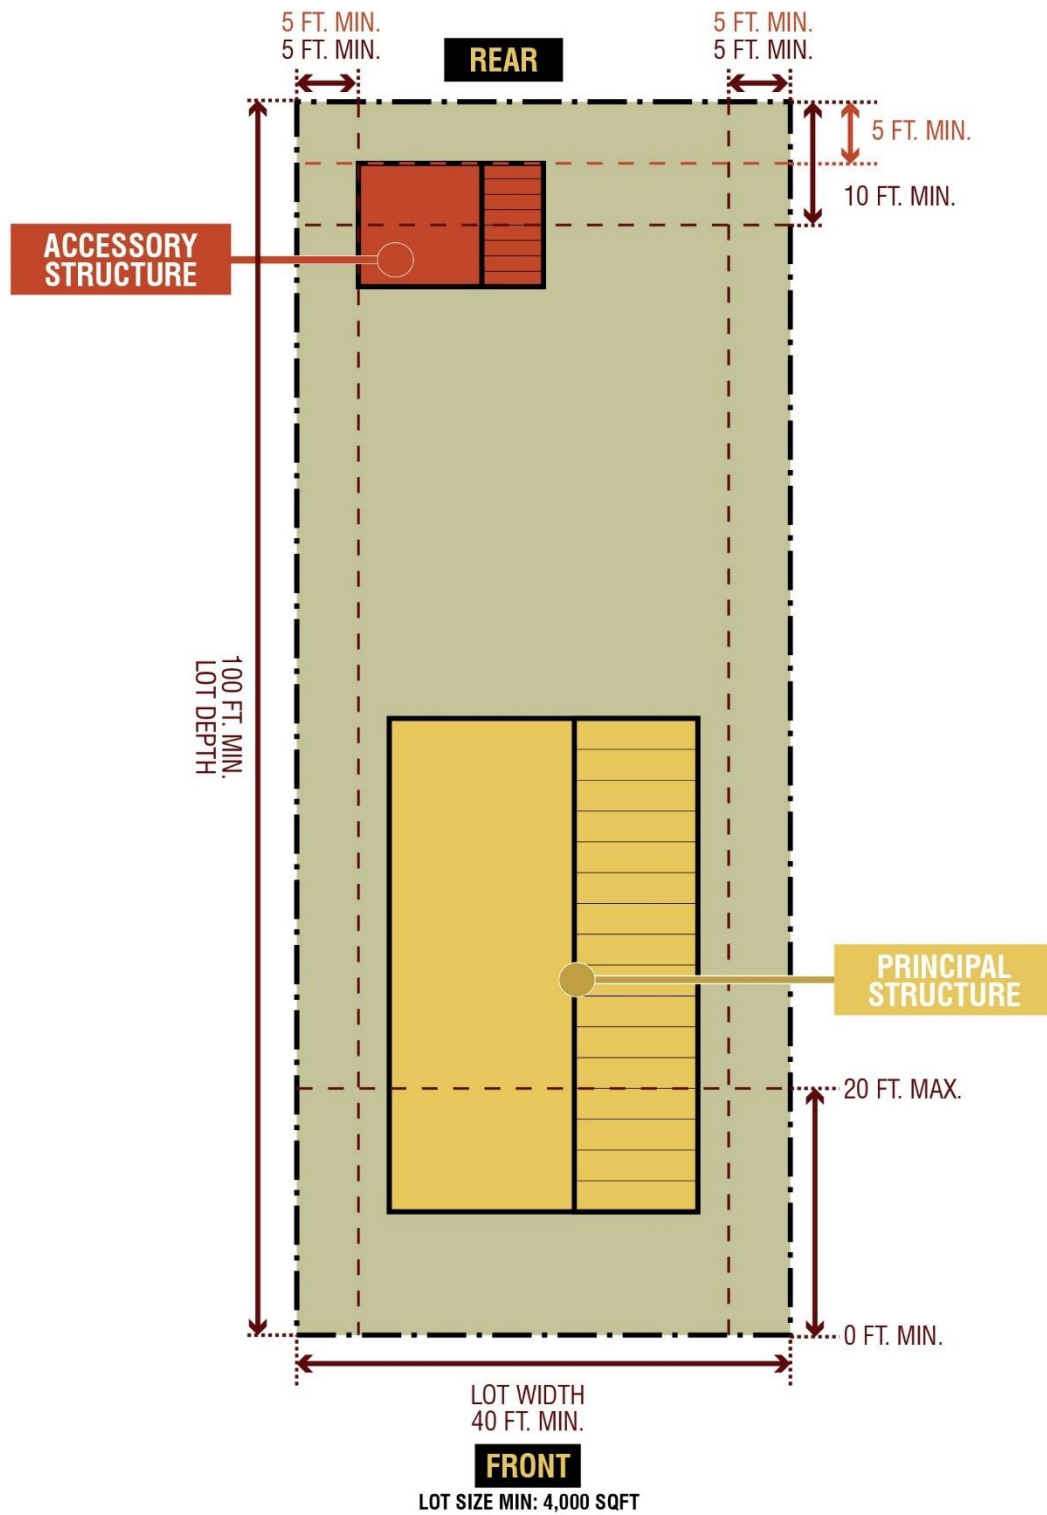 5 FT. MIN.
5 FT. MIN.
REAR
5 FT. MIN.
5 FT. MIN.
5 FT. MIN.
10 FT. MIN.
ACCESSORY
STRUCTURE
100 FT. MIN.
LOT DEPTH
PRINCIPAL
STRUCTURE
20 FT. MAX.
0 FT. MIN.
LOT WIDTH
40 FT. MIN.
FRONT
LOT SIZE MIN: 4,000 SQFT